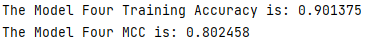 The Model Four Training Accuracy is: 0.901375
The Model Four MCC is: 0.802458